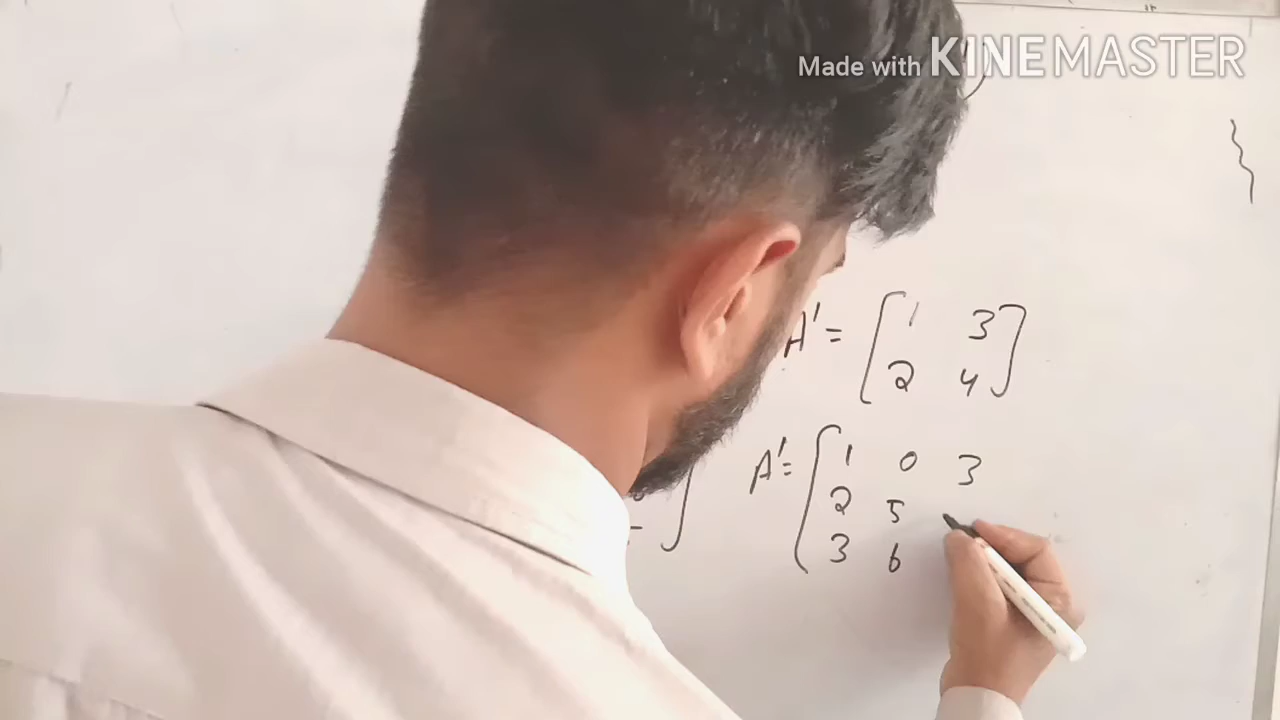 Made with KINEMASTER
A' = [ 1 3
2 4 ]
A' = [ 1 0 3
2 5
3 6